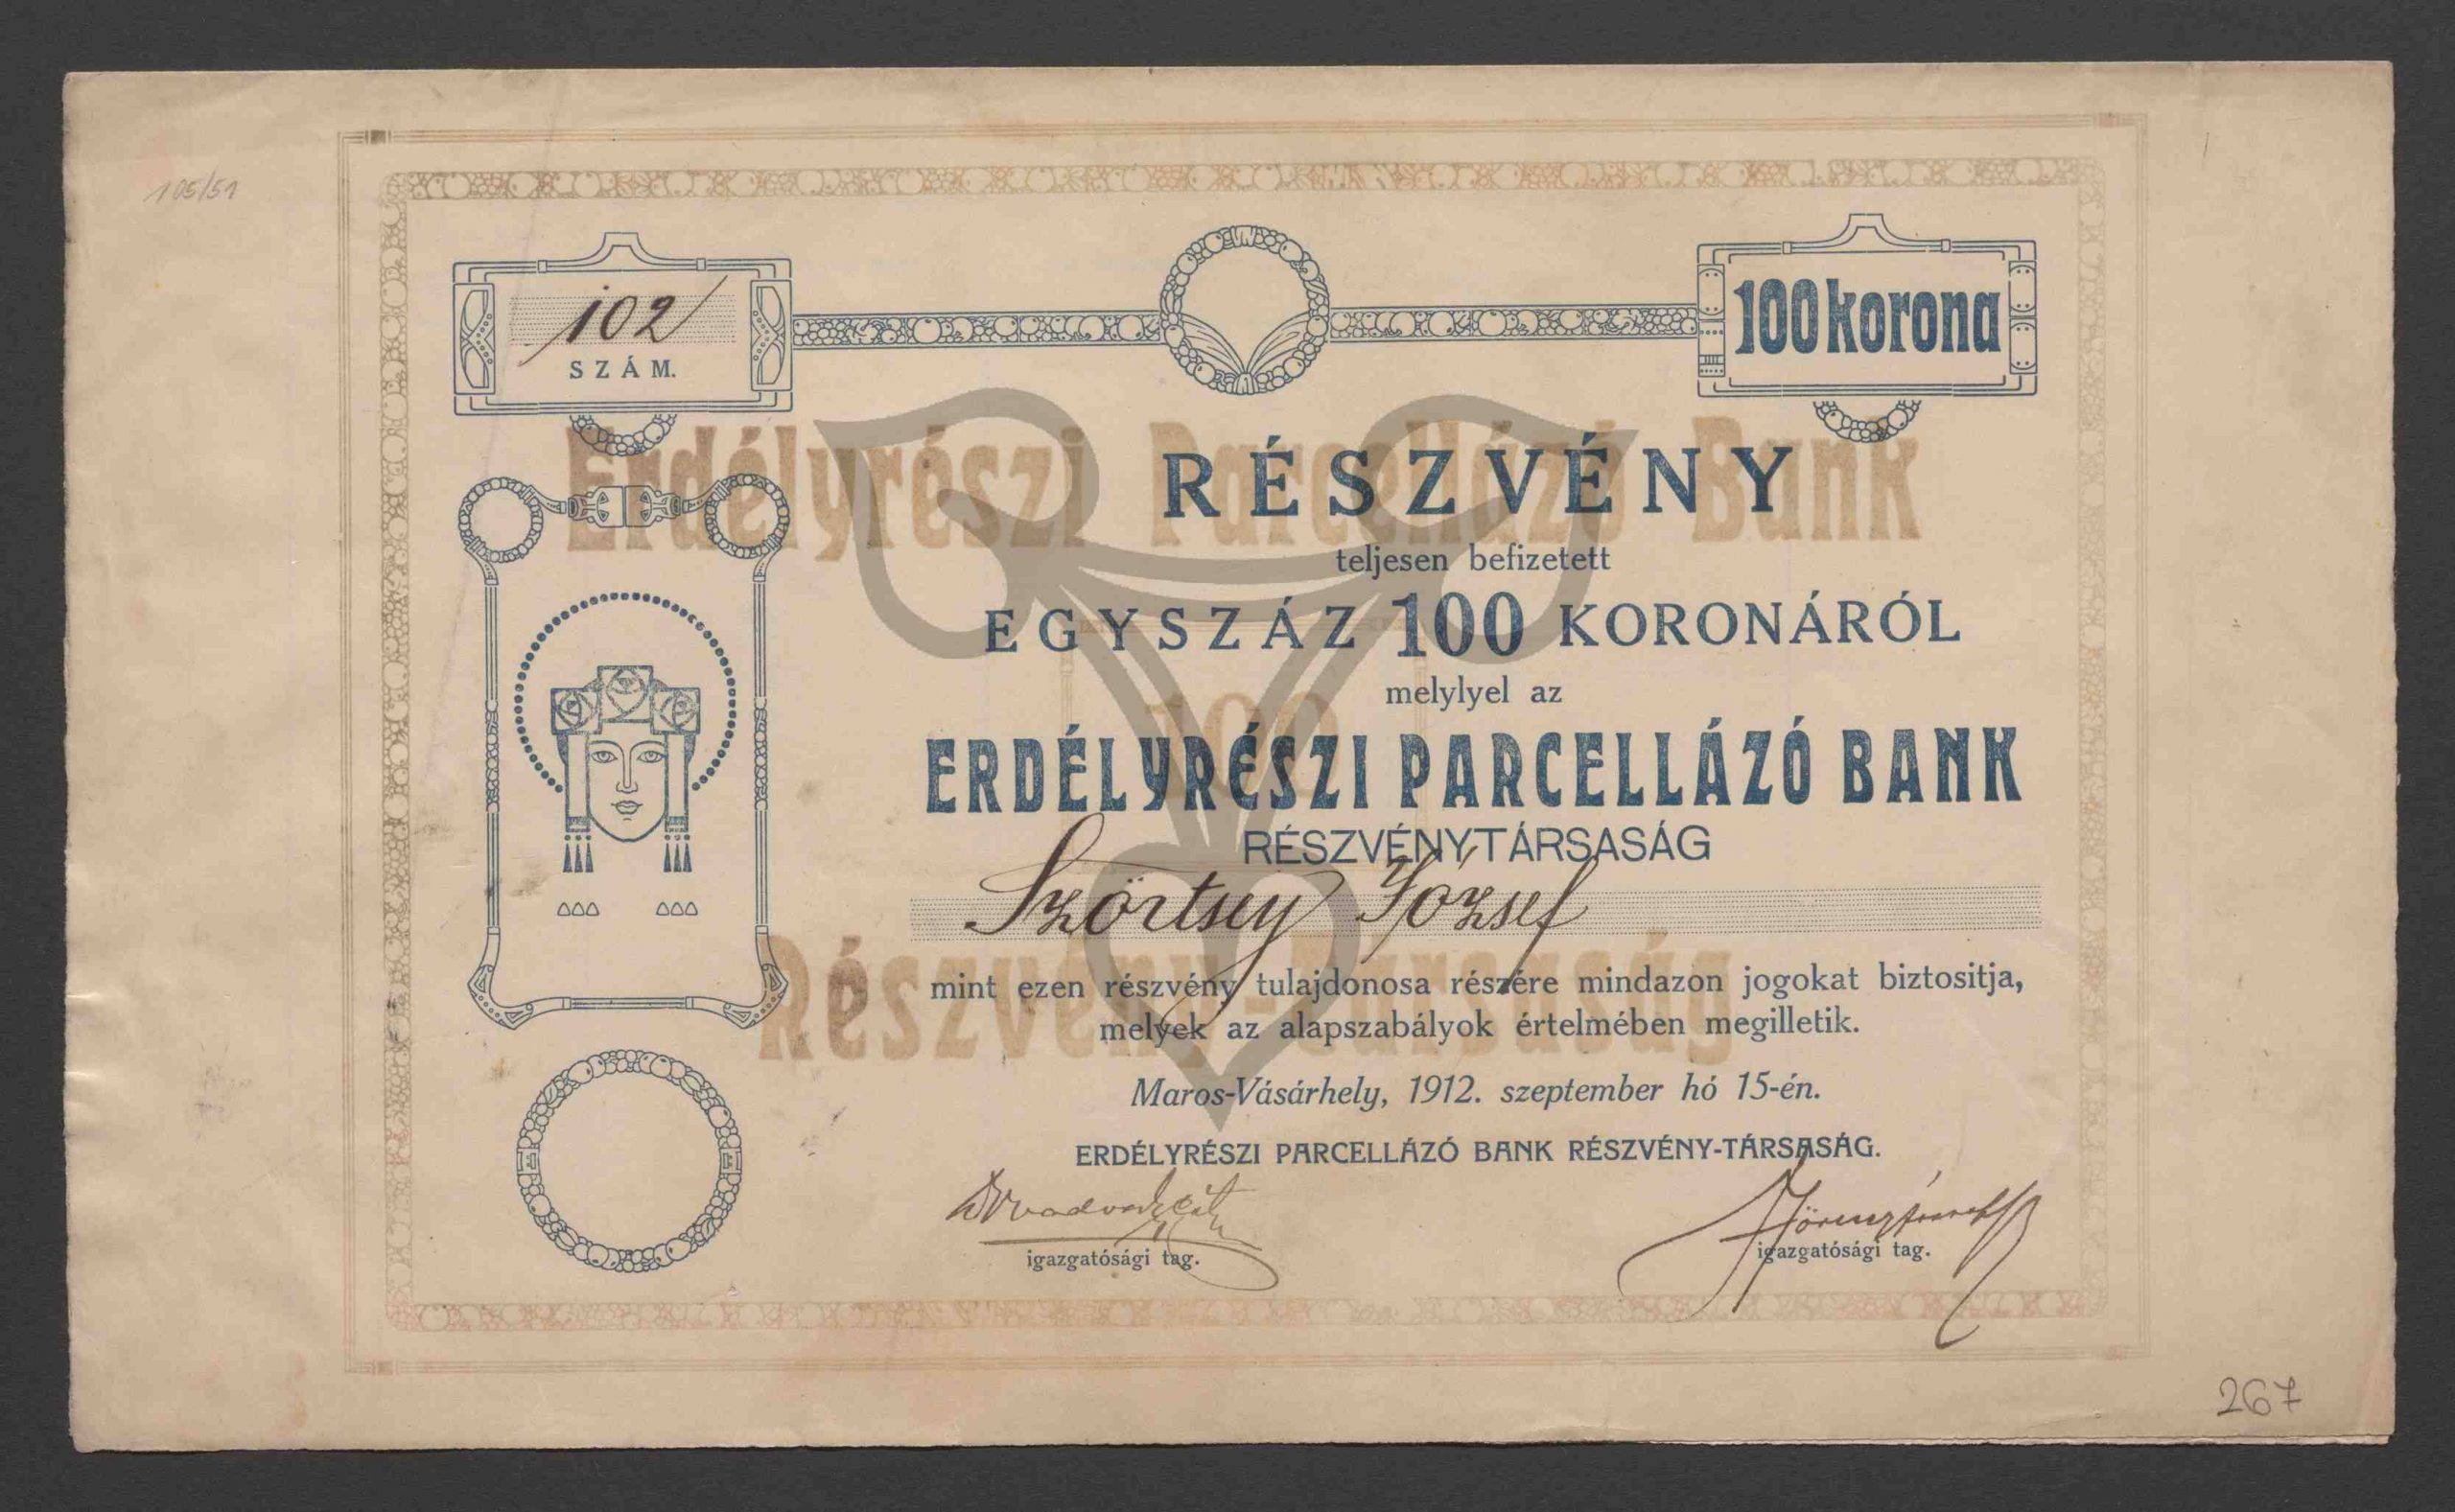 105/51
102
SZÁM.
100 korona
Erdélyrészi Parcellázó Bank
RÉSZVÉNY
teljesen befizetett
EGYSZÁZ 100 KORONÁRÓL
melylyel az
100
ERDÉLYRÉSZI PARCELLÁZÓ BANK
RÉSZVÉNYTÁRSASÁG
Szörtsey József
Részvény-Társaság
mint ezen részvény tulajdonosa részére mindazon jogokat biztositja,
melyek az alapszabályok értelmében megilletik.
Maros-Vásárhely, 1912. szeptember hó 15-én.
ERDÉLYRÉSZI PARCELLÁZÓ BANK RÉSZVÉNY-TÁRSASÁG.
igazgatósági tag.
igazgatósági tag.
267